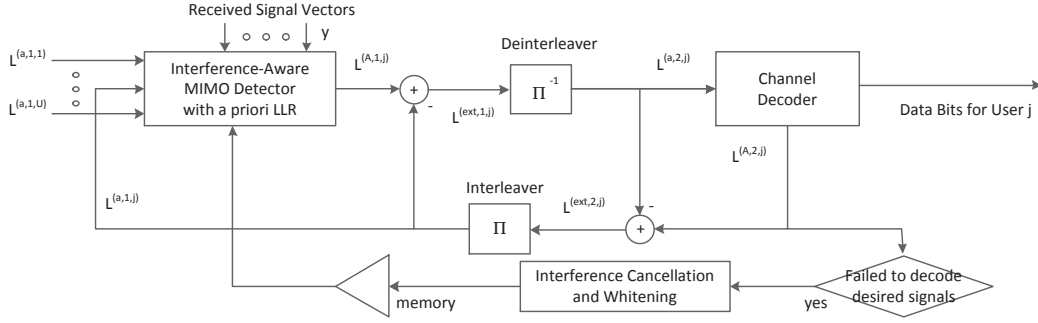 Received Signal Vectors
y
L^(a,1,1)
L^(a,1,U)
Interference-Aware
MIMO Detector
with a priori LLR
L^(A,1,j)
+
-
L^(ext,1,j)
Deinterleaver
Π^-1
L^(a,2,j)
Channel
Decoder
Data Bits for User j
L^(A,2,j)
L^(a,1,j)
Interleaver
Π
L^(ext,2,j)
-
+
Interference Cancellation
and Whitening
memory
yes
Failed to decode
desired signals